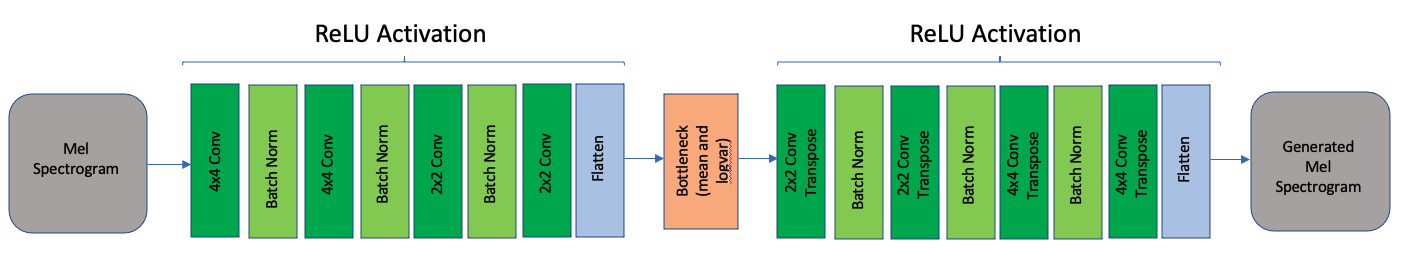 ReLU Activation
ReLU Activation
Mel
Spectrogram
4x4 Conv
Batch Norm
4x4 Conv
Batch Norm
2x2 Conv
Batch Norm
2x2 Conv
Flatten
Bottleneck
(mean and
logvar)
2x2 Conv
Transpose
Batch Norm
2x2 Conv
Transpose
Batch Norm
4x4 Conv
Transpose
Batch Norm
4x4 Conv
Transpose
Flatten
Generated
Mel
Spectrogram